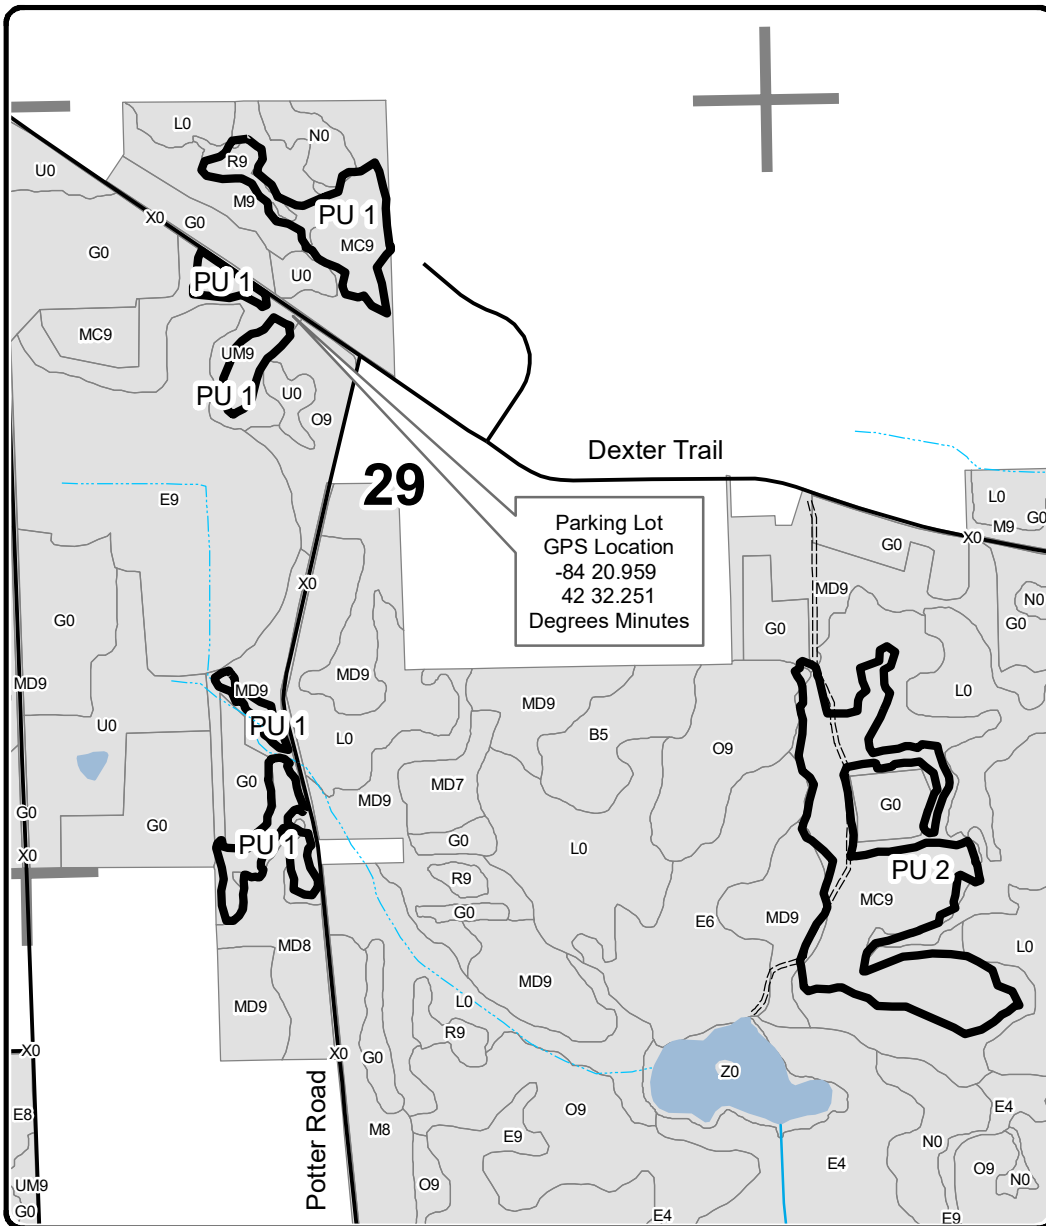 L0
N0
R9
U0
M9
PU 1
X0
G0
MC9
G0
U0
PU 1
MC9
UM9
PU 1
U0
O9
Dexter Trail
29
E9
L0
M9
G0
X0
G0
Parking Lot
GPS Location
-84 20.959
42 32.251
Degrees Minutes
X0
MD9
N0
G0
G0
G0
MD9
MD9
MD9
MD9
L0
PU 1
U0
L0
B5
O9
G0
MD7
MD9
G0
G0
G0
X0
PU 1
G0
L0
PU 2
R9
MC9
G0
E6
MD9
MD8
L0
MD9
MD9
L0
R9
X0
X0
G0
Z0
Potter Road
E8
M8
O9
E9
E4
N0
E4
O9
N0
UM9
G0
O9
E4
E9